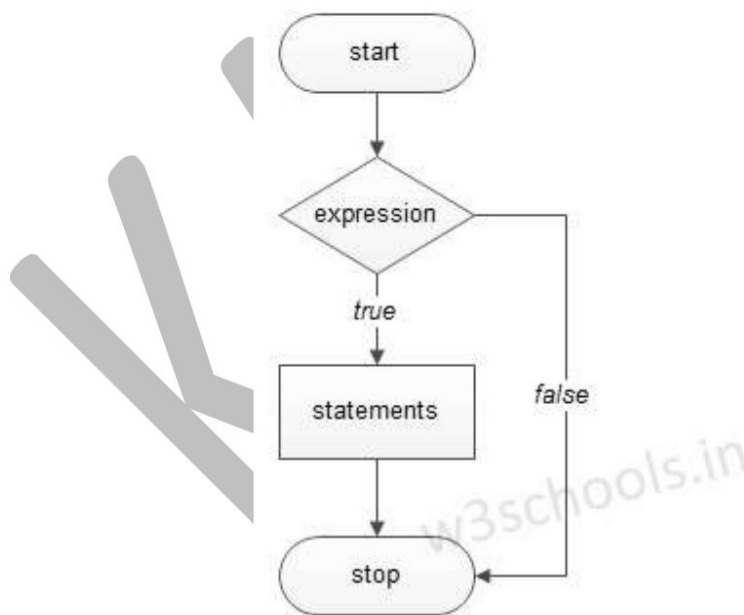 start
expression
true
statements
false
w3schools.in
stop